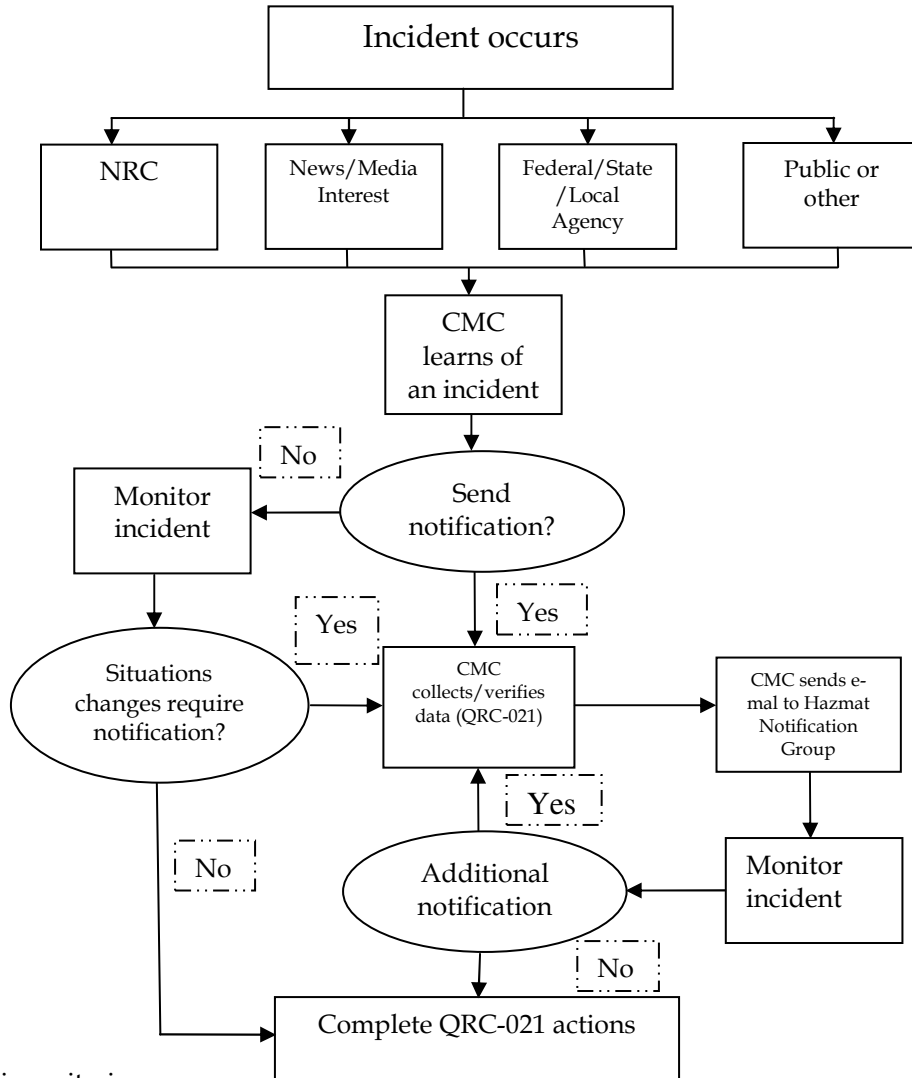 Incident occurs
NRC
News/Media
Interest
Federal/State
/Local
Agency
Public or
other
CMC
learns of
an incident
No
Send
notification?
Monitor
incident
Yes
Yes
Situations
changes require
notification?
CMC
collects/verifies
data (QRC-021)
CMC sends e-
mal to Hazmat
Notification
Group
Yes
No
Additional
notification
Monitor
incident
No
Complete QRC-021 actions